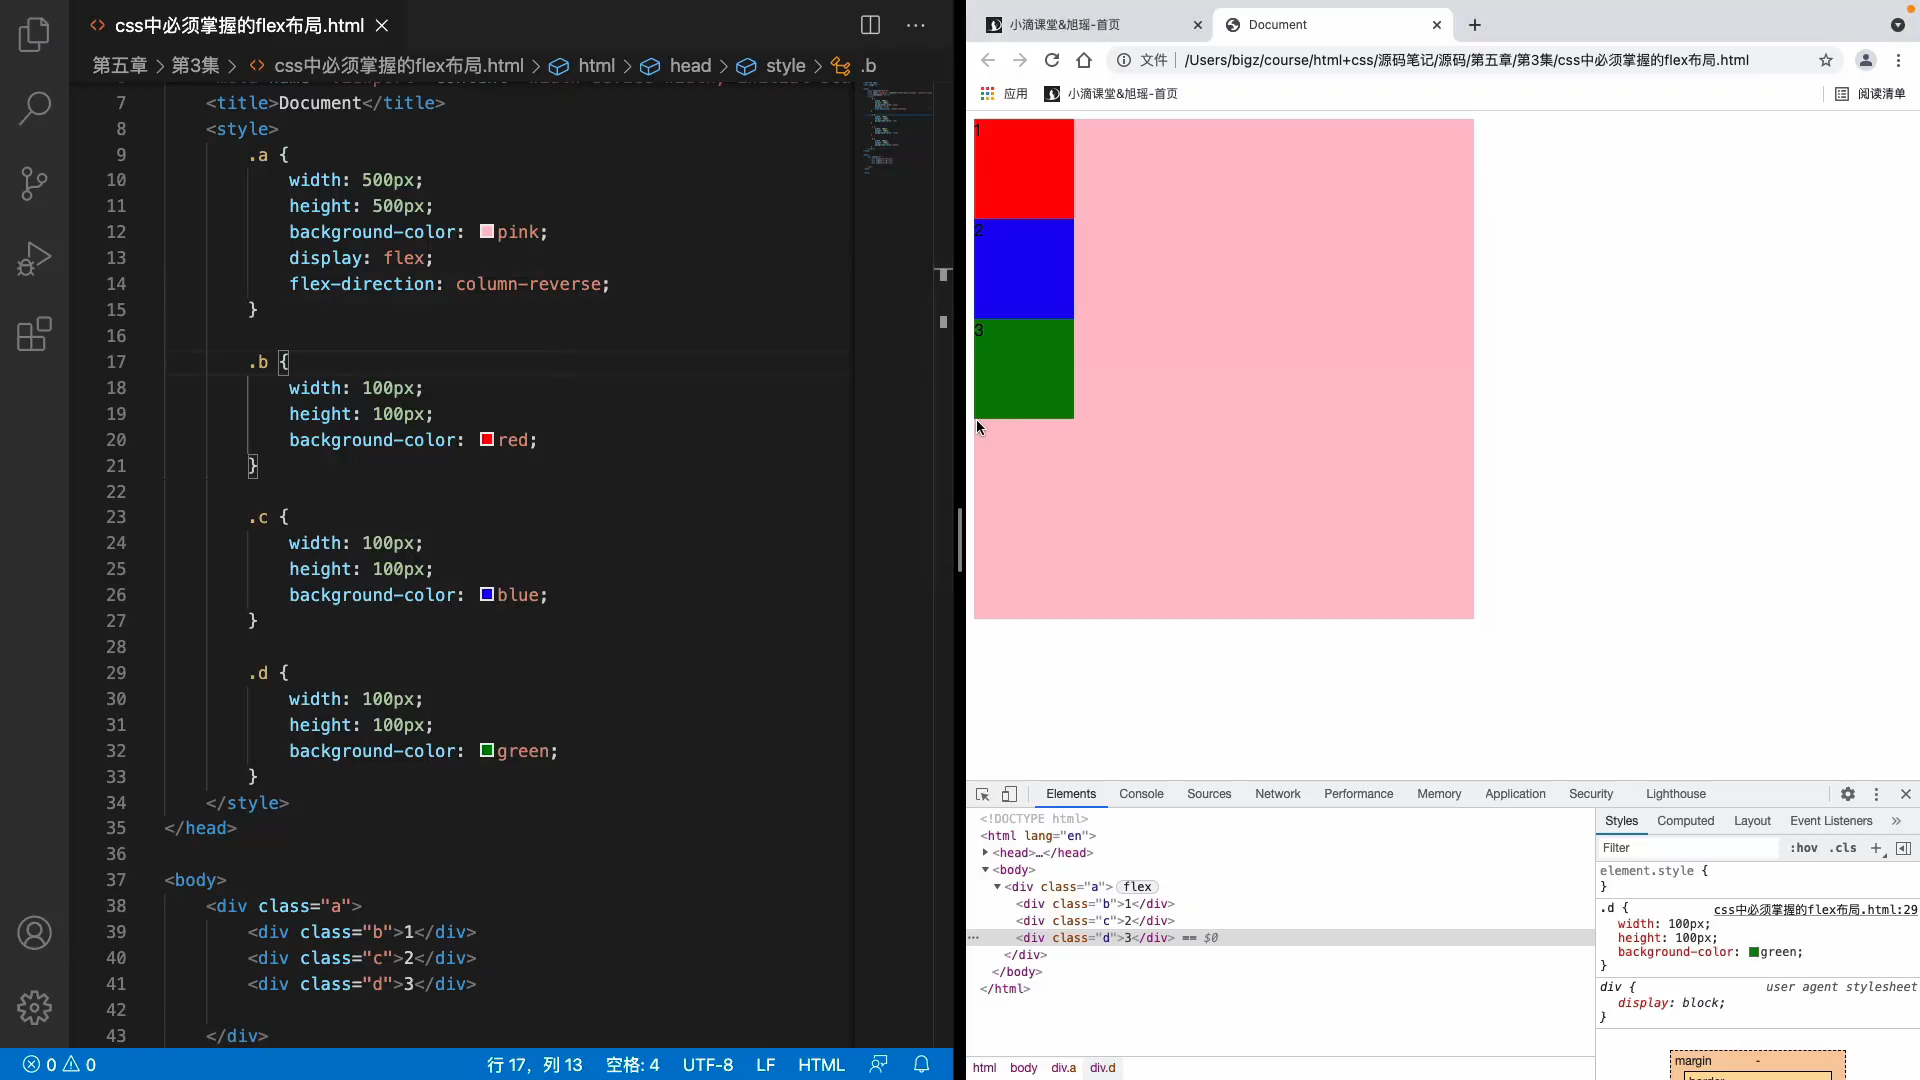 css中必须掌握的flex布局.html
第五章 > 第3集 > css中必须掌握的flex布局.html > html > head > style > .b
7 <title>Document</title>
8 <style>
9 .a {
10 width: 500px;
11 height: 500px;
12 background-color: pink;
13 display: flex;
14 flex-direction: column-reverse;
15 }
16
17 .b {
18 width: 100px;
19 height: 100px;
20 background-color: red;
21 }
22
23 .c {
24 width: 100px;
25 height: 100px;
26 background-color: blue;
27 }
28
29 .d {
30 width: 100px;
31 height: 100px;
32 background-color: green;
33 }
34 </style>
35 </head>
36
37 <body>
38 <div class="a">
39 <div class="b">1</div>
40 <div class="c">2</div>
41 <div class="d">3</div>
42
43 </div>
0 0
行 17，列 13 空格: 4 UTF-8 LF HTML
小滴课堂&旭瑶-首页
Document
文件 /Users/bigz/course/html+css/源码笔记/源码/第五章/第3集/css中必须掌握的flex布局.html
应用 小滴课堂&旭瑶-首页 阅读清单
1
2
3
Elements Console Sources Network Performance Memory Application Security Lighthouse
<!DOCTYPE html>
<html lang="en">
<head>…</head>
<body>
<div class="a"> flex
<div class="b">1</div>
<div class="c">2</div>
<div class="d">3</div> == $0
</div>
</body>
</html>
html body div.a div.d
Styles Computed Layout Event Listeners »
Filter :hov .cls +
element.style {
}
.d { css中必须掌握的flex布局.html:29
width: 100px;
height: 100px;
background-color: green;
}
div { user agent stylesheet
display: block;
}
margin -